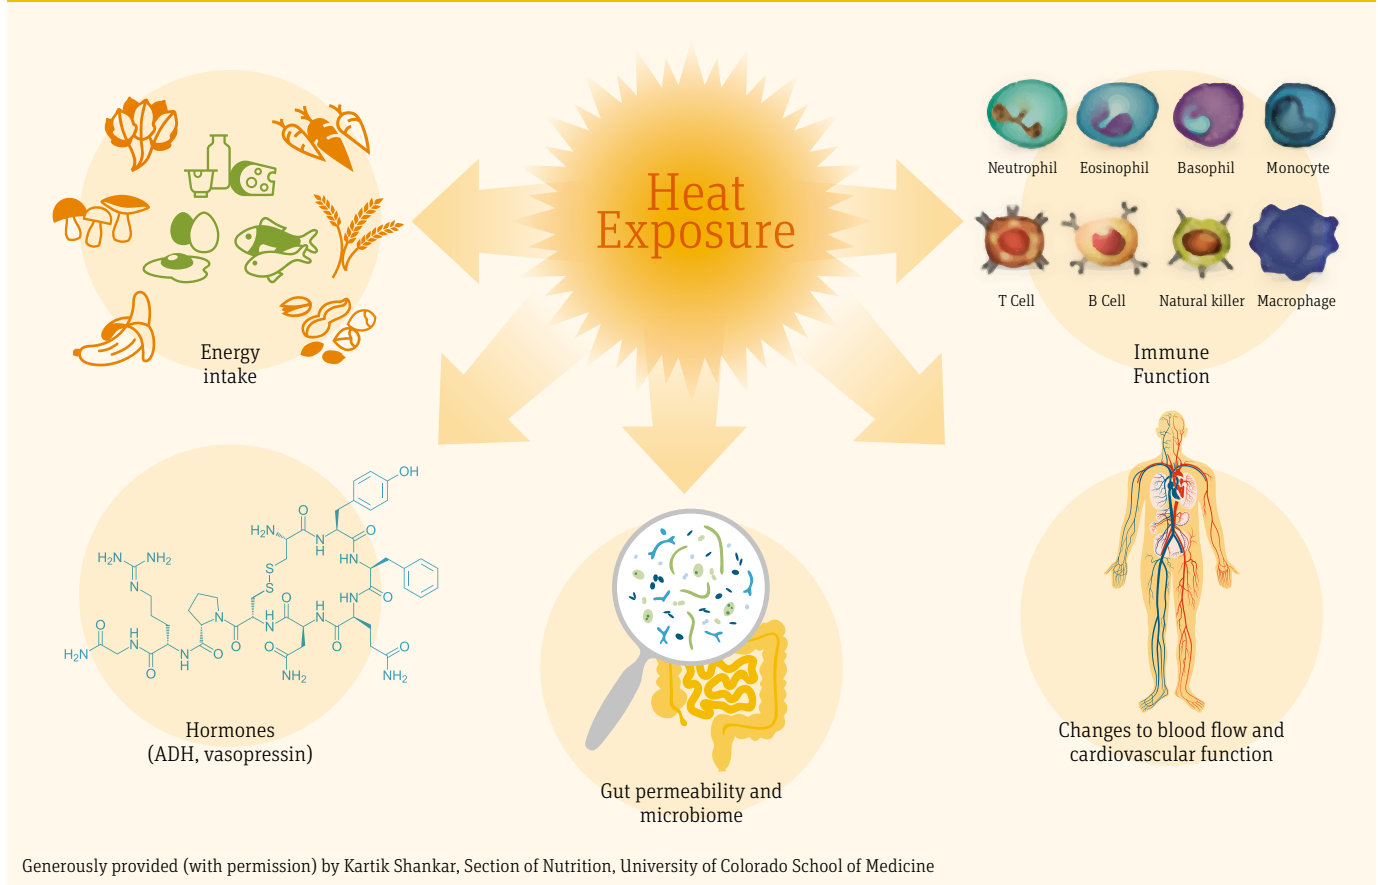 Heat
Exposure
Energy
intake
Neutrophil
Eosinophil
Basophil
Monocyte
T Cell
B Cell
Natural killer
Macrophage
Immune
Function
OH
O
H₂N
N
H
O
HN
H₂N
NH₂
N
S
S
O
HN
O
H
N
O
H
N
N
O
H
N
O
O
H₂N
O
H
N
O
N
H
O
NH₂
O
NH₂
Hormones
(ADH, vasopressin)
Gut permeability and
microbiome
Changes to blood flow and
cardiovascular function
Generously provided (with permission) by Kartik Shankar, Section of Nutrition, University of Colorado School of Medicine